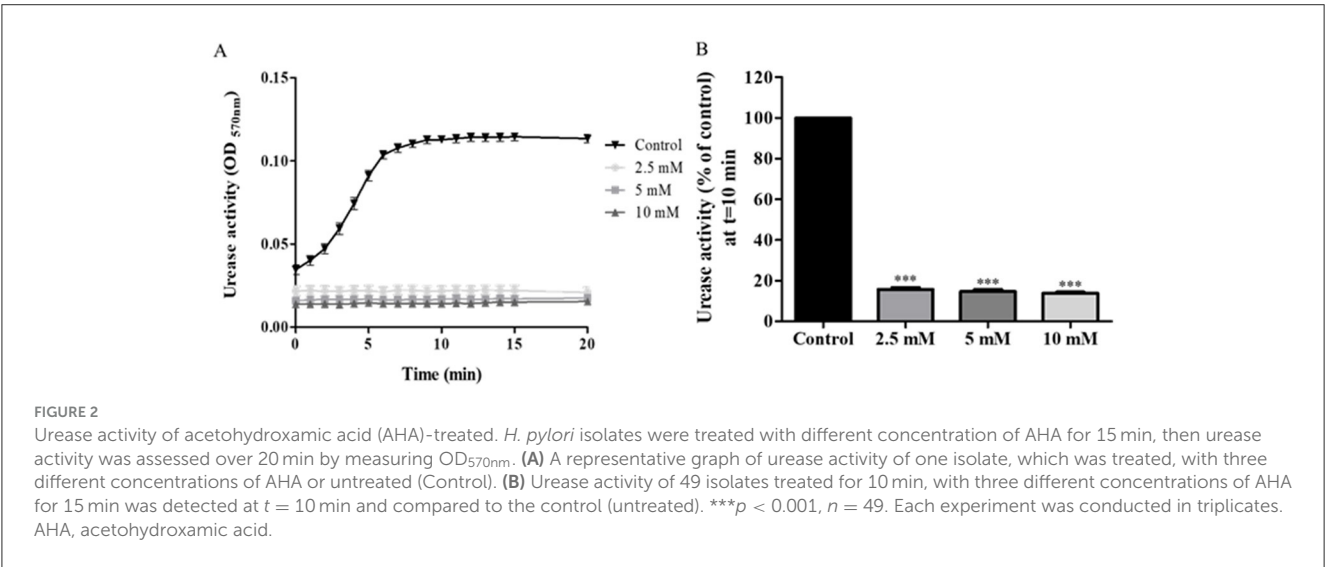 A
Urease activity (OD 570nm)
0.15
0.10
0.05
0.00
0
5
10
15
20
Time (min)
Control
2.5 mM
5 mM
10 mM
B
Urease activity (% of control)
at t=10 min
120
100
80
60
40
20
0
***
***
***
Control 2.5 mM 5 mM 10 mM
FIGURE 2
Urease activity of acetohydroxamic acid (AHA)-treated. H. pylori isolates were treated with different concentration of AHA for 15 min, then urease
activity was assessed over 20 min by measuring OD570nm. (A) A representative graph of urease activity of one isolate, which was treated, with three
different concentrations of AHA or untreated (Control). (B) Urease activity of 49 isolates treated for 10 min, with three different concentrations of AHA
for 15 min was detected at t = 10 min and compared to the control (untreated). ***p < 0.001, n = 49. Each experiment was conducted in triplicates.
AHA, acetohydroxamic acid.